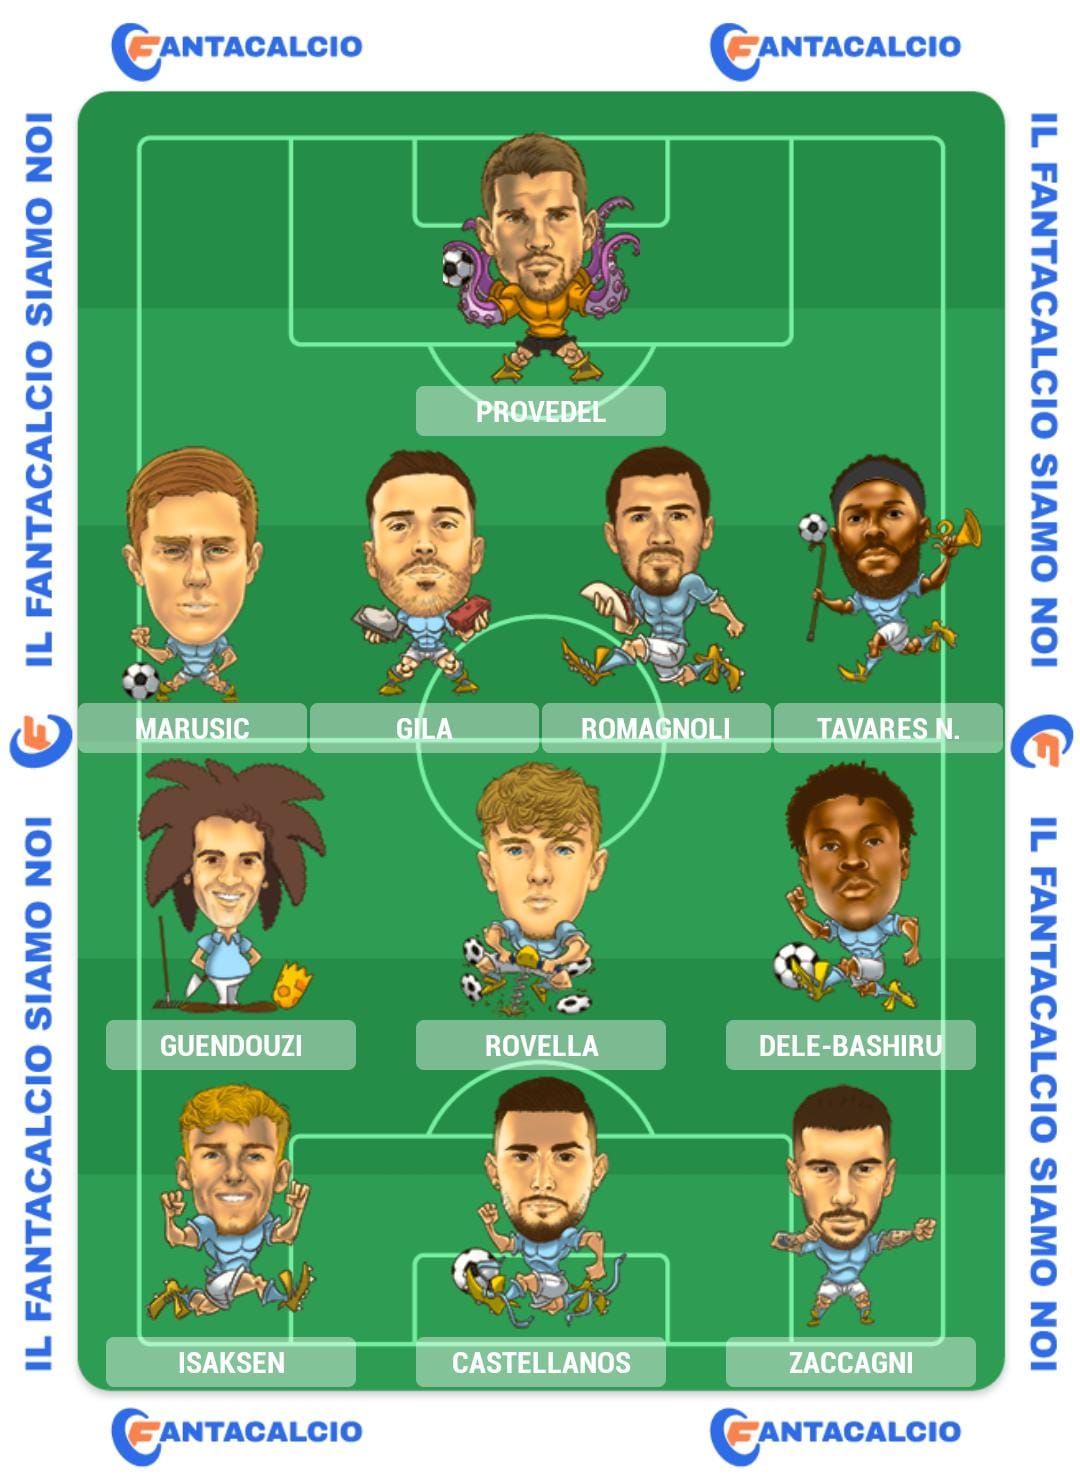 FANTACALCIO
FANTACALCIO
IL FANTACALCIO SIAMO NOI
IL FANTACALCIO SIAMO NOI
PROVEDEL
MARUSIC
GILA
ROMAGNOLI
TAVARES N.
GUENDOUZI
ROVELLA
DELE-BASHIRU
IL FANTACALCIO SIAMO NOI
IL FANTACALCIO SIAMO NOI
ISAKSEN
CASTELLANOS
ZACCAGNI
FANTACALCIO
FANTACALCIO